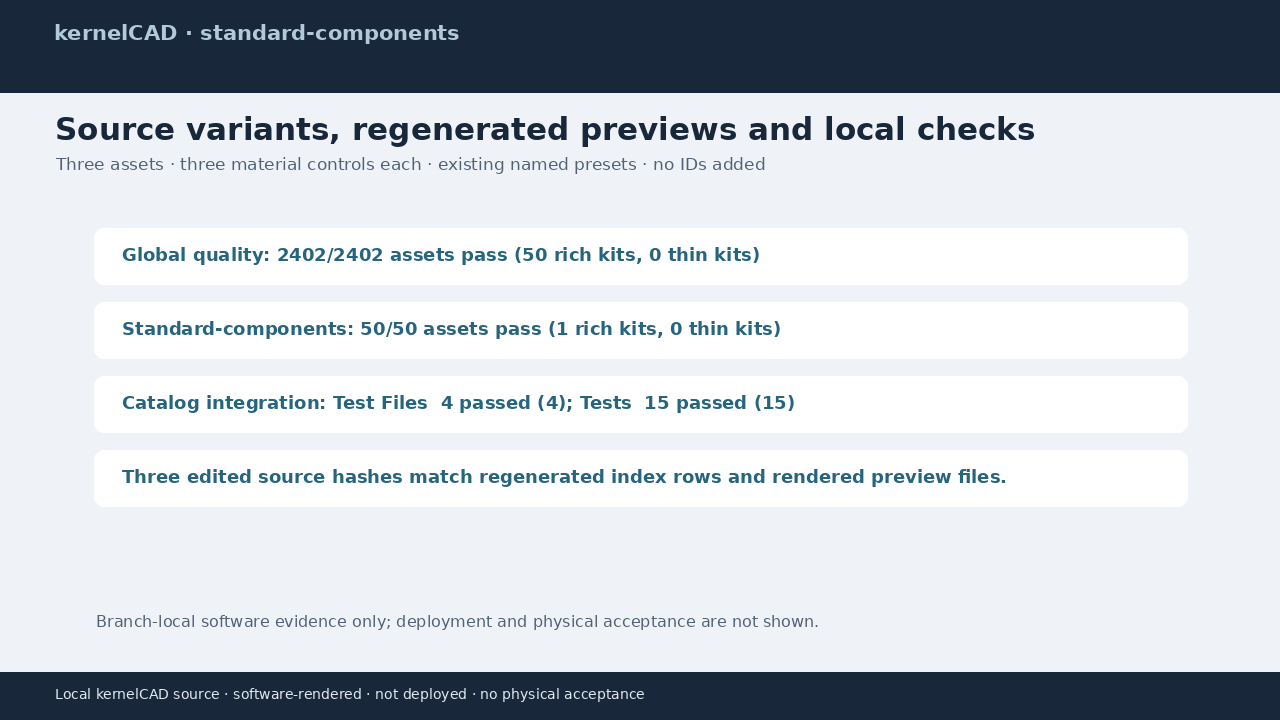 kernelCAD · standard-components
Source variants, regenerated previews and local checks
Three assets · three material controls each · existing named presets · no IDs added
Global quality: 2402/2402 assets pass (50 rich kits, 0 thin kits)
Standard-components: 50/50 assets pass (1 rich kits, 0 thin kits)
Catalog integration: Test Files  4 passed (4); Tests  15 passed (15)
Three edited source hashes match regenerated index rows and rendered preview files.
Branch-local software evidence only; deployment and physical acceptance are not shown.
Local kernelCAD source · software-rendered · not deployed · no physical acceptance